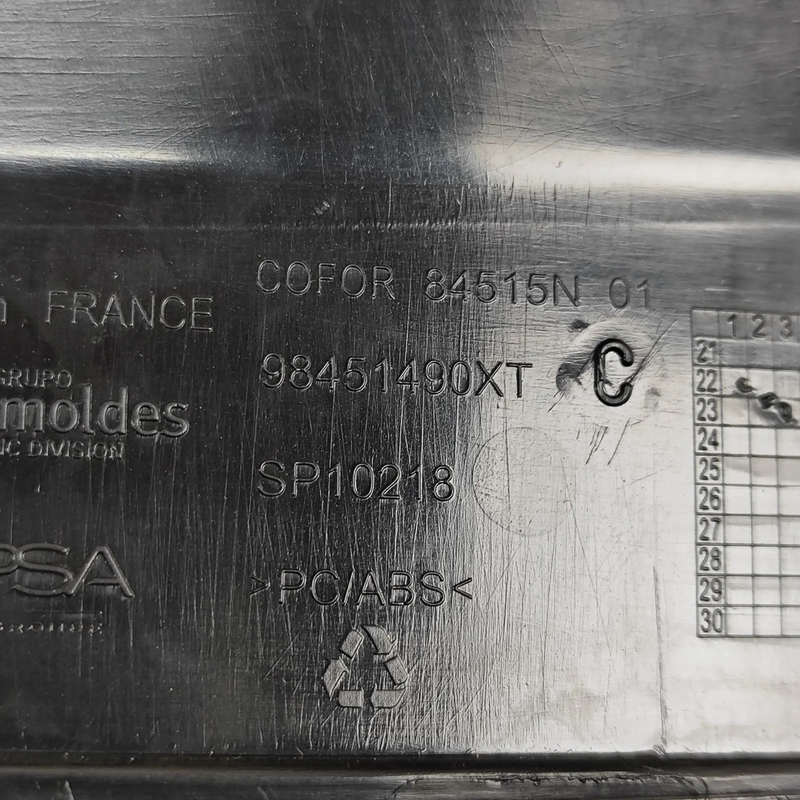 COFOR 84515N 01
n FRANCE
98451490XT C
GRUPO
moldes
IC DIVISION
SP10218
>PC/ABS<
PSA
1 2 3
21
22
23
24
25
26
27
28
29
30